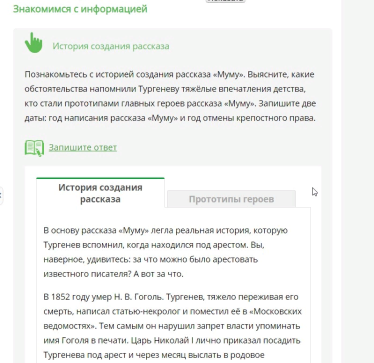 Знакомимся с информацией
История создания рассказа
Познакомьтесь с историей создания рассказа «Муму». Выясните, какие
обстоятельства напомнили Тургеневу тяжёлые впечатления детства,
кто стали прототипами главных героев рассказа «Муму». Запишите две
даты: год написания рассказа «Муму» и год отмены крепостного права.
Запишите ответ
История создания
рассказа
Прототипы героев
В основу рассказа «Муму» легла реальная история, которую
Тургенев вспомнил, когда находился под арестом. Вы,
наверное, удивитесь: за что можно было арестовать
известного писателя? А вот за что.
В 1852 году умер Н. В. Гоголь. Тургенев, тяжело переживая его
смерть, написал статью-некролог и поместил её в «Московских
ведомостях». Тем самым он нарушил запрет власти упоминать
имя Гоголя в печати. Царь Николай I лично приказал посадить
Тургенева под арест и через месяц выслать в родовое